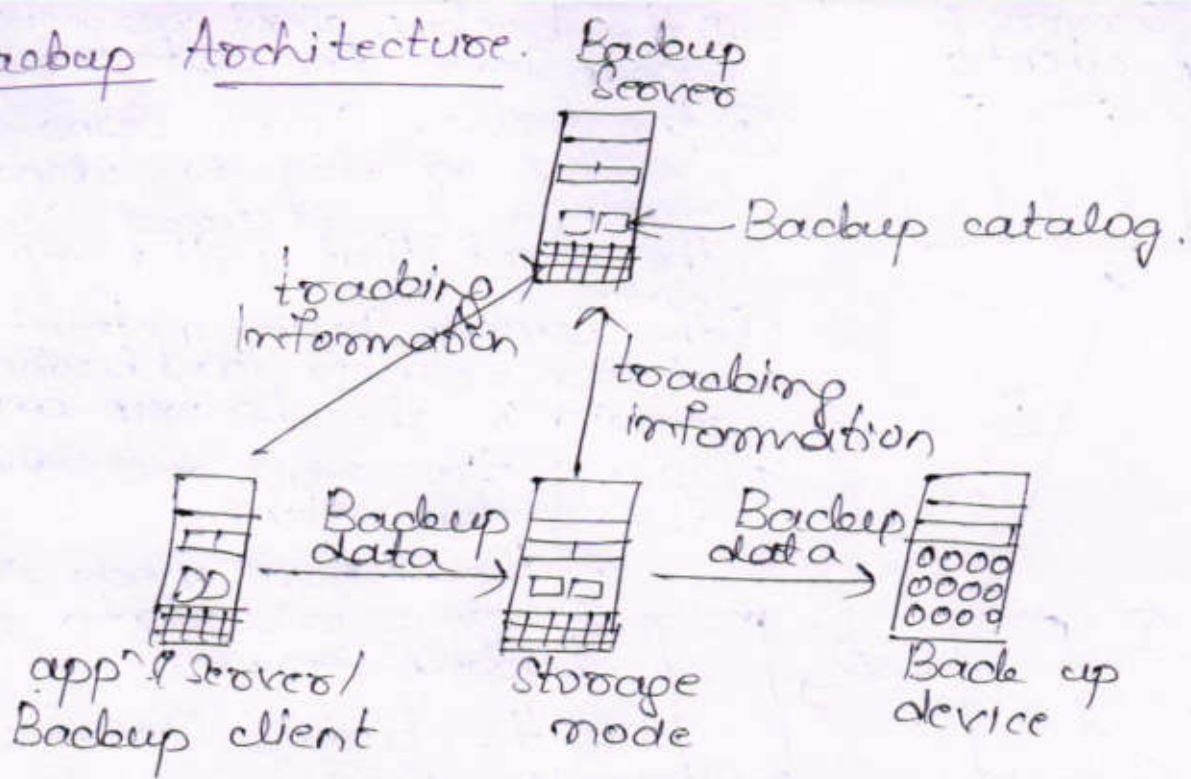 Backup Architecture.
Backup
Server
Backup catalog.
tracking
Information
tracking
information
Backup
data
Backup
data
appⁿ Server/
Backup client
Storage
node
Back up
device